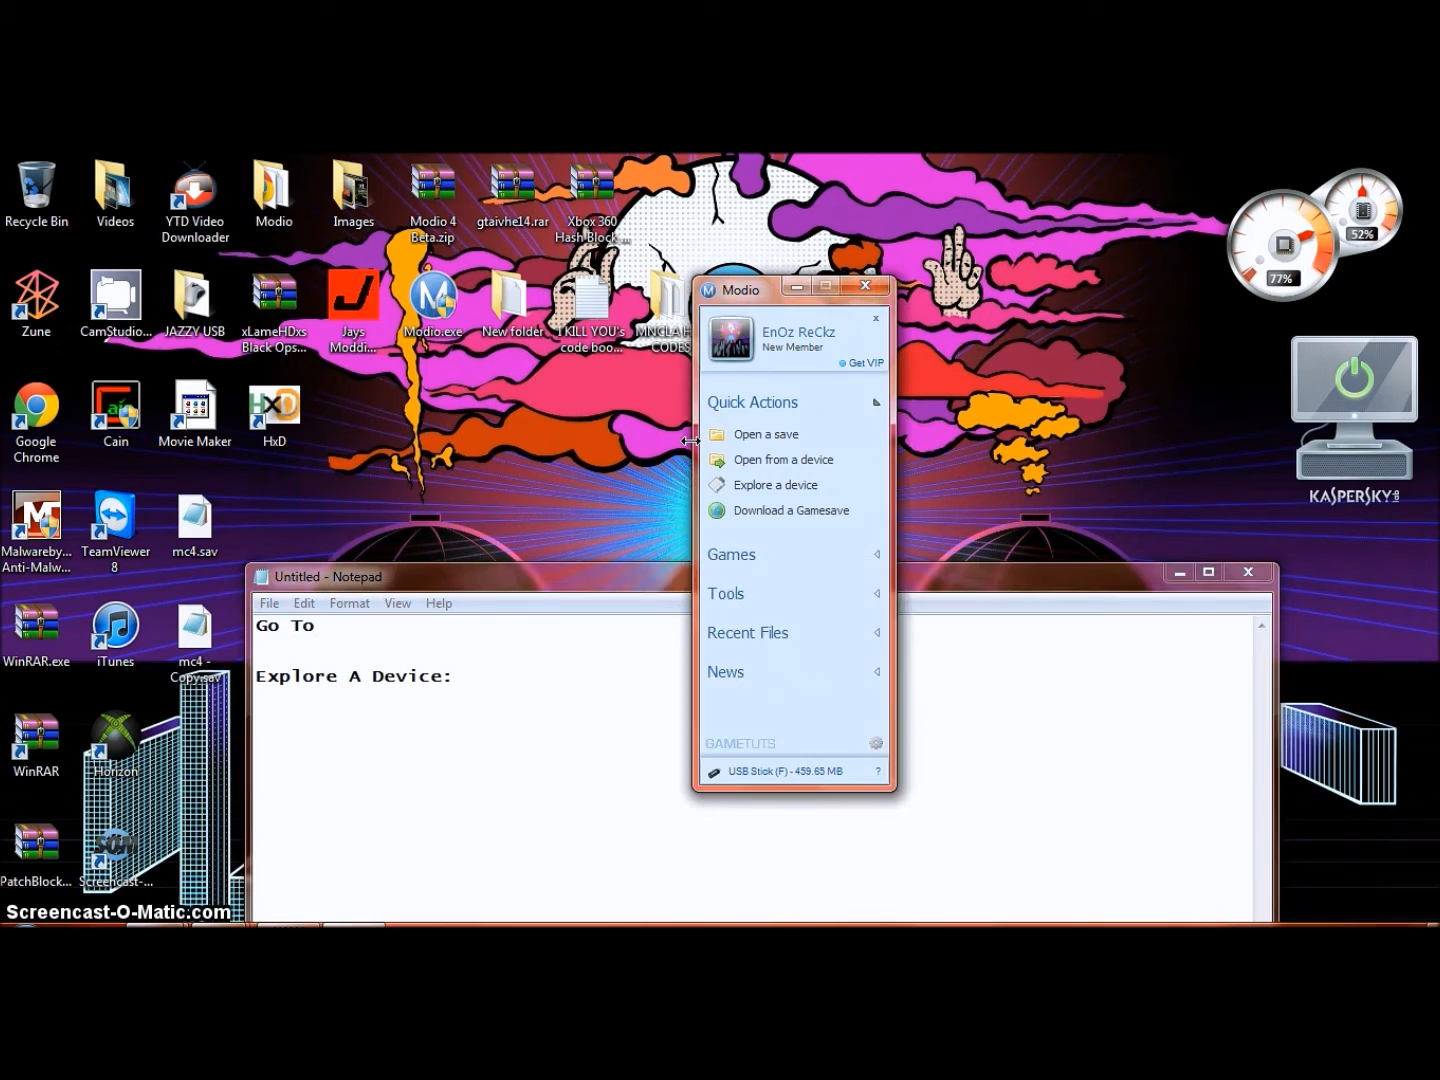 Recycle Bin
Videos
YTD Video
Downloader
Modio
Images
Modio 4
Beta.zip
gtaivhe14.rar
Xbox 360
Hash Block_...
52%
77%
Zune
CamStudio...
JAZZY USB
xLameHDxs
Black Ops...
Jays
Moddi...
Modio.exe
New folder
I KILL YOU's
code boo...
CODES
Modio
EnOz ReCkz
New Member
Get VIP
Quick Actions
Open a save
Open from a device
Explore a device
Download a Gamesave
Games
Tools
Recent Files
News
GAMETUTS
USB Stick (F) - 459.65 MB
?
Google
Chrome
Cain
Movie Maker
HxD
HxD
KASPERSKY
Malwareby...
Anti-Malw...
TeamViewer
8
mc4.sav
Untitled - Notepad
File Edit Format View Help
Go To
Explore A Device:
WinRAR.exe
iTunes
mc4 -
Copy.sav
WinRAR
Horizon
PatchBlock...
SOM
Screencast-...
Screencast-O-Matic.com